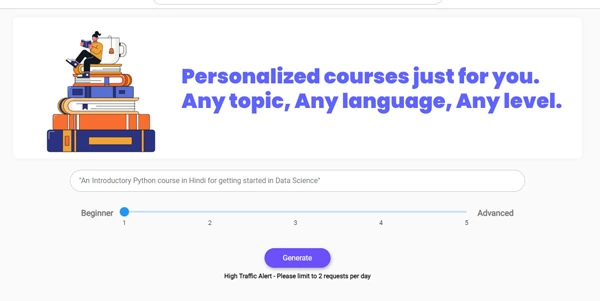 Personalized courses just for you.
Any topic, Any language, Any level.
"An Introductory Python course in Hindi for getting started in Data Science"
Beginner
Advanced
1 2 3 4 5
Generate
High Traffic Alert - Please limit to 2 requests per day